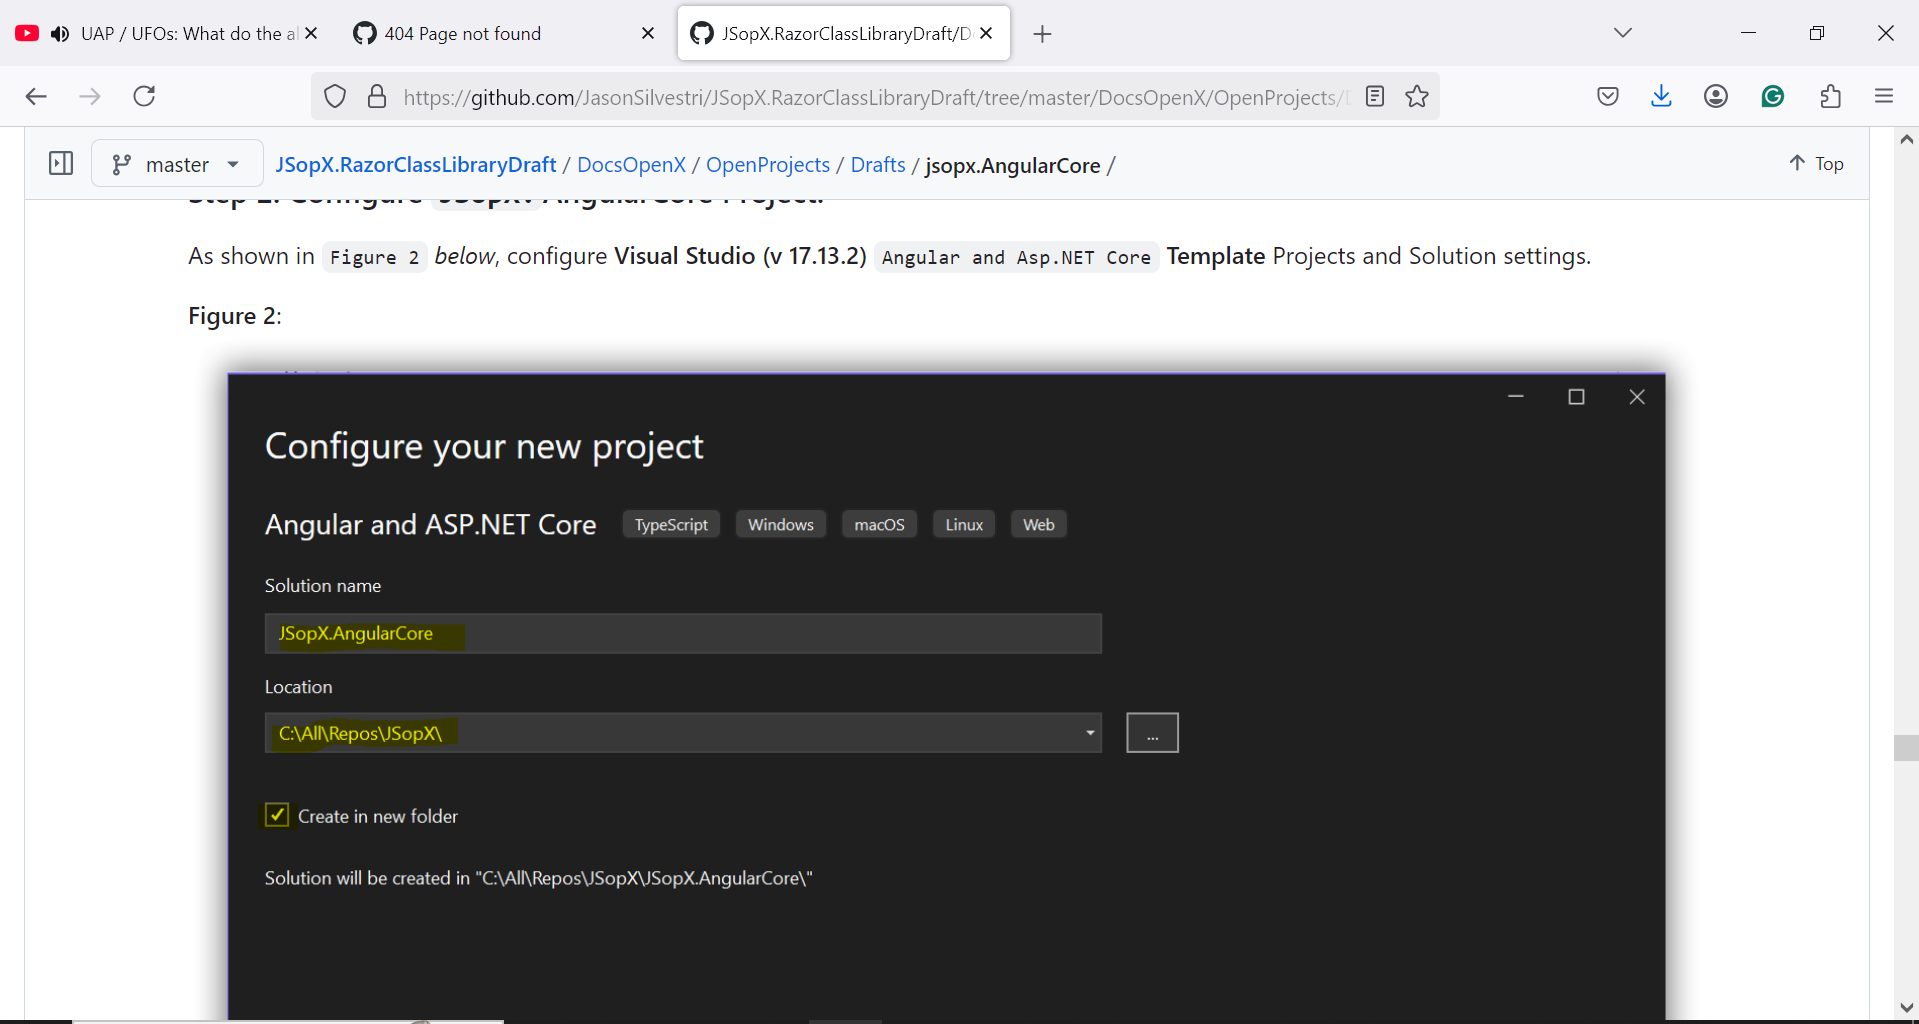 UAP / UFOs: What do the al
404 Page not found
JSopX.RazorClassLibraryDraft/D
https://github.com/JasonSilvestri/JSopX.RazorClassLibraryDraft/tree/master/DocsOpenX/OpenProjects/D
master
JSopX.RazorClassLibraryDraft / DocsOpenX / OpenProjects / Drafts / jsopx.AngularCore /
Top
As shown in Figure 2 below, configure Visual Studio (v 17.13.2) Angular and Asp.NET Core Template Projects and Solution settings.
Figure 2:
Configure your new project
Angular and ASP.NET Core TypeScript Windows macOS Linux Web
Solution name
JSopX.AngularCore
Location
C:\All\Repos\JSopX\
...
Create in new folder
Solution will be created in "C:\All\Repos\JSopX\JSopX.AngularCore\"